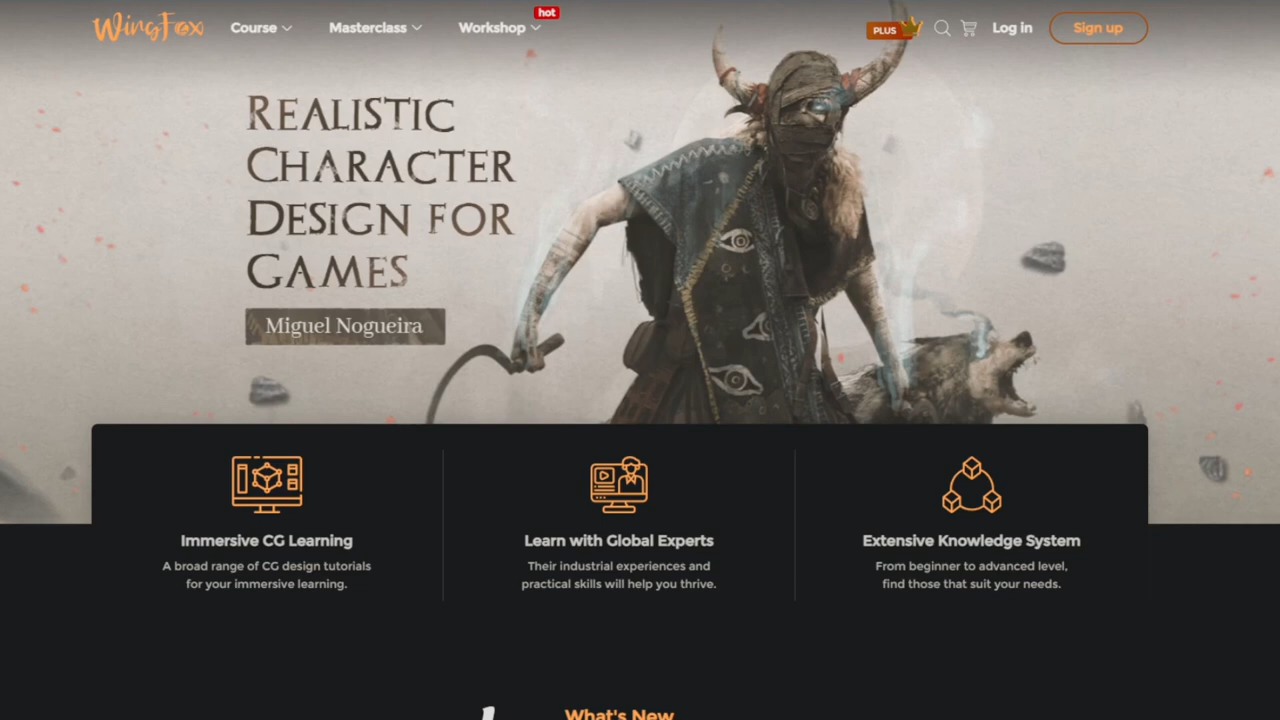 WingFox
Course
Masterclass
Workshop
hot
PLUS
Log in
Sign up
Realistic
Character
Design for
Games
Miguel Nogueira
Immersive CG Learning
A broad range of CG design tutorials
for your immersive learning.
Learn with Global Experts
Their industrial experiences and
practical skills will help you thrive.
Extensive Knowledge System
From beginner to advanced level,
find those that suit your needs.
What's New